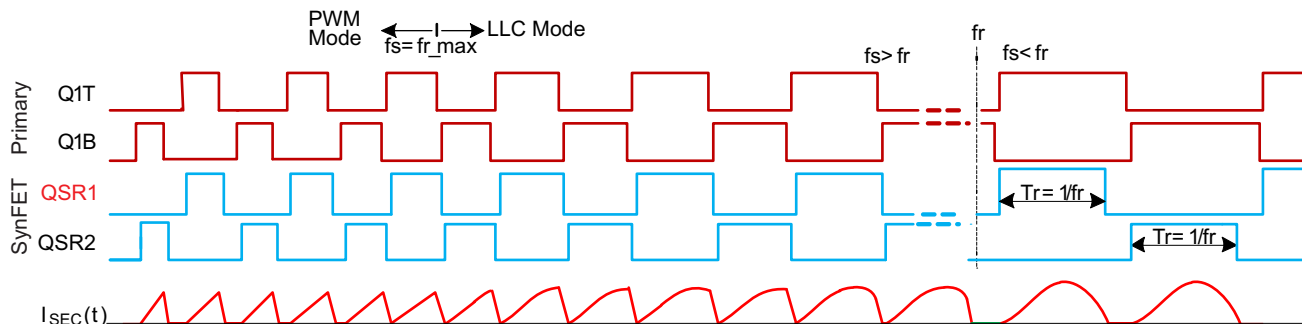 PWM Mode
fs= fr_max
LLC Mode
fr
fs> fr
fs< fr
Primary
Q1T
Q1B
SynFET
QSR1
Tr= 1/fr
QSR2
Tr= 1/fr
ISEC(t)